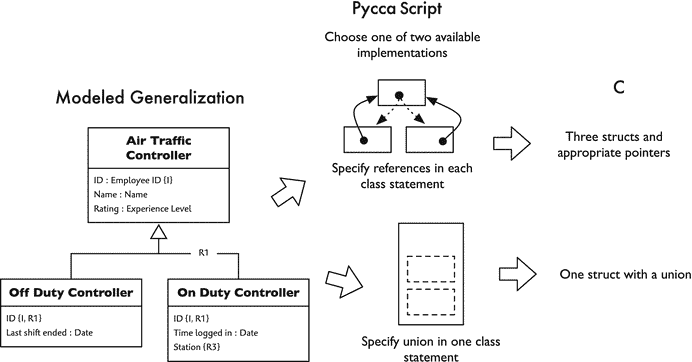 Pycca Script
Choose one of two available
implementations
Modeled Generalization
C
Air Traffic
Controller
ID : Employee ID {I}
Name : Name
Rating : Experience Level
Three structs and
appropriate pointers
Specify references in each
class statement
R1
Off Duty Controller
ID {I, R1}
Last shift ended : Date
On Duty Controller
ID {I, R1}
Time logged in : Date
Station {R3}
One struct with a union
Specify union in one class
statement